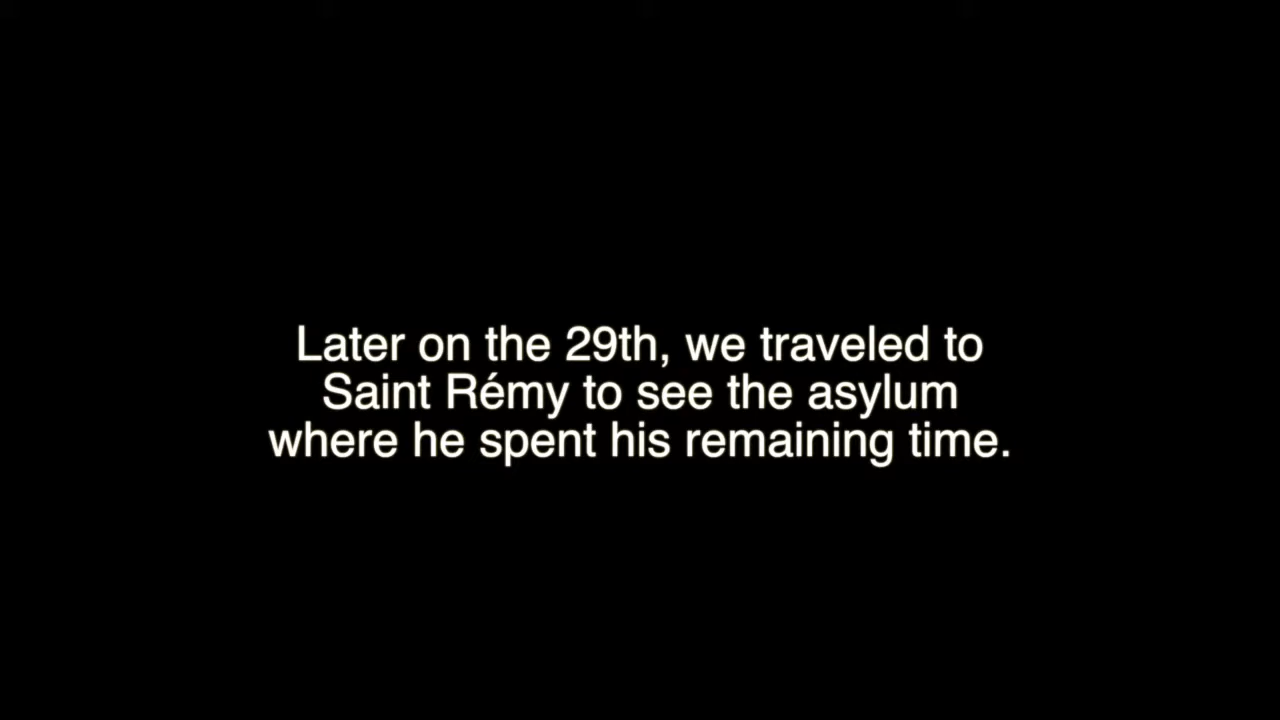 Later on the 29th, we traveled to
Saint Rémy to see the asylum
where he spent his remaining time.